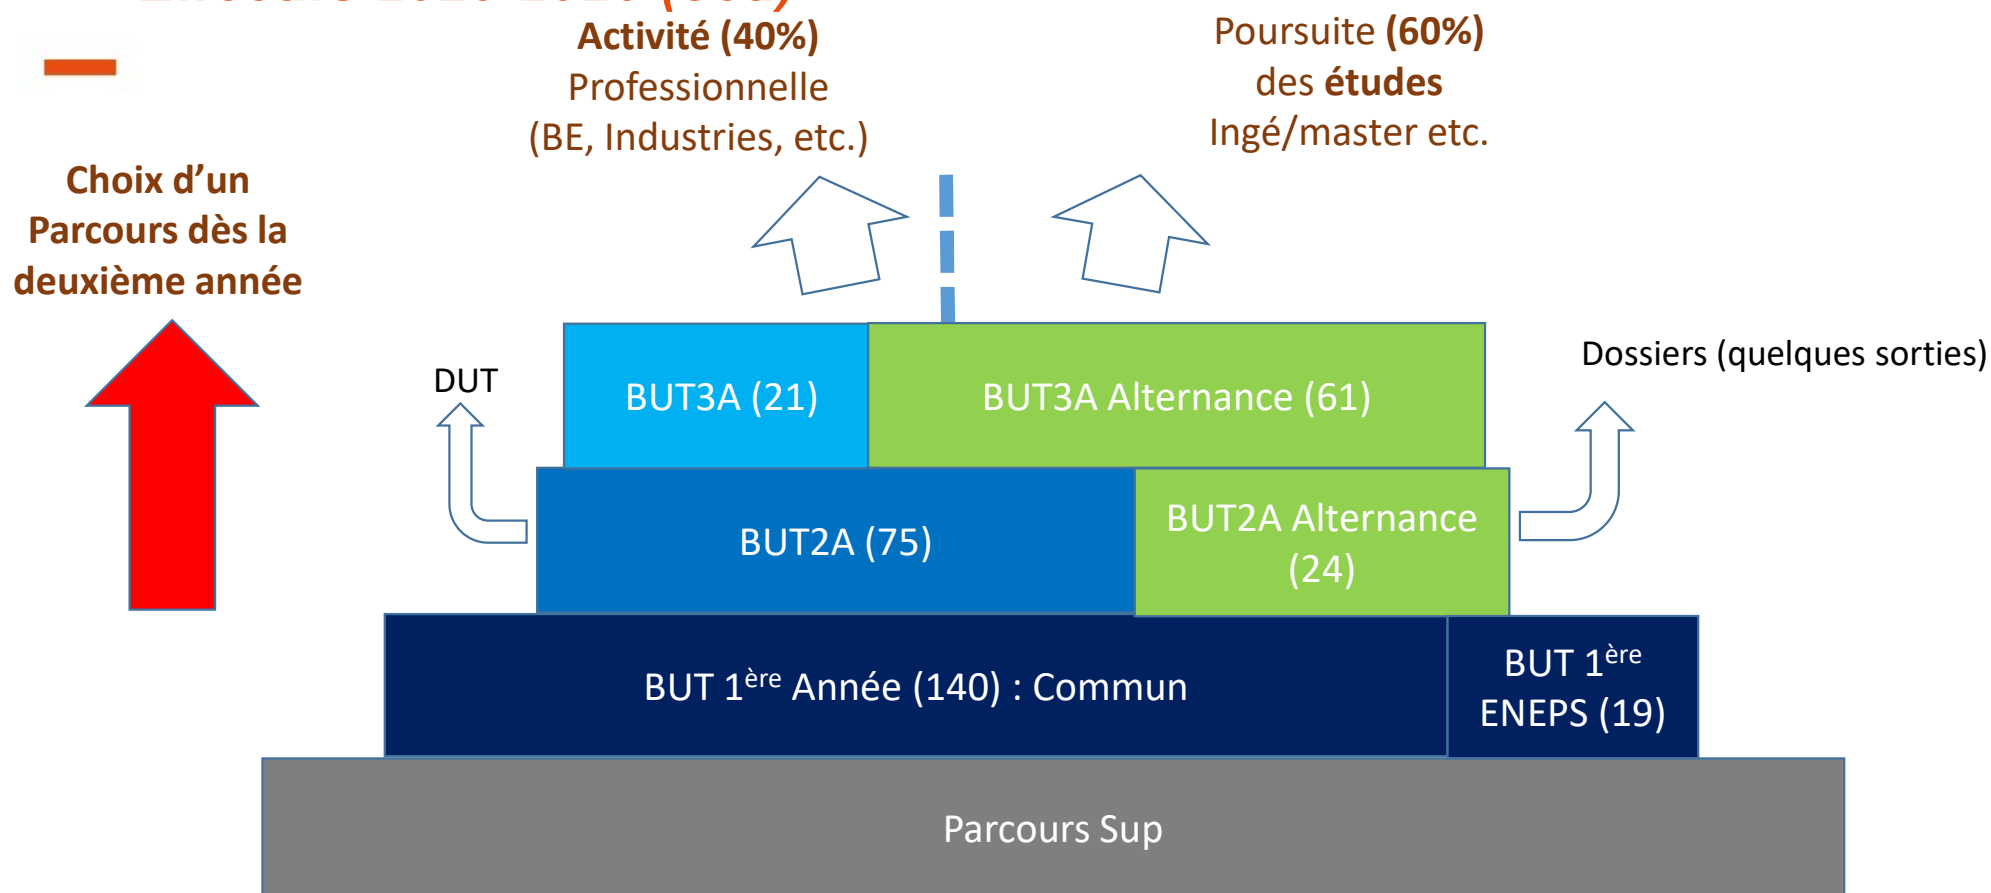 Activité (40%)
Professionnelle
(BE, Industries, etc.)
Poursuite (60%)
des études
Ingé/master etc.
Choix d’un
Parcours dès la
deuxième année
DUT
Dossiers (quelques sorties)
BUT3A (21)
BUT3A Alternance (61)
BUT2A (75)
BUT2A Alternance
(24)
BUT 1ère Année (140) : Commun
BUT 1ère
ENEPS (19)
Parcours Sup